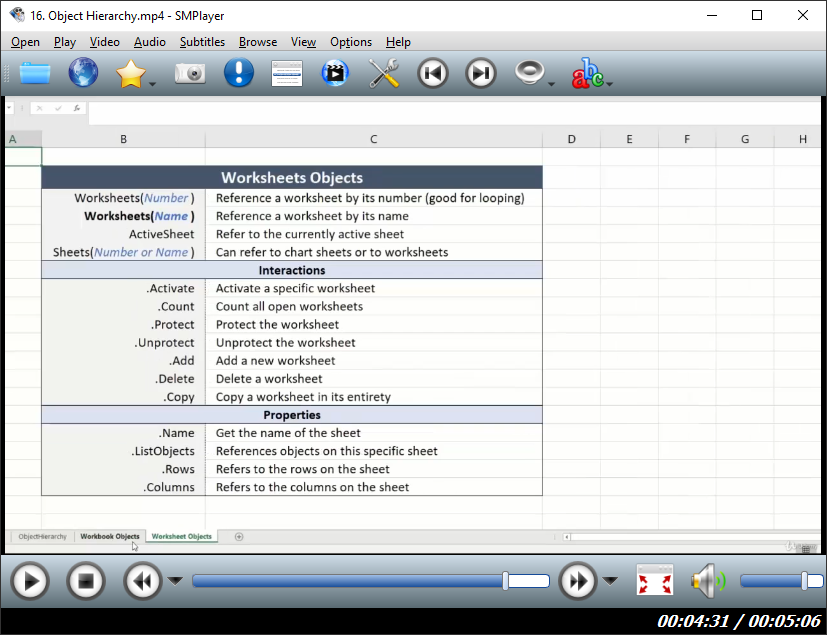 16. Object Hierarchy.mp4 - SMPlayer
Open Play Video Audio Subtitles Browse View Options Help
abc
fx
A B C D E F G H
Worksheets Objects
Worksheets(Number ) Reference a worksheet by its number (good for looping)
Worksheets(Name ) Reference a worksheet by its name
ActiveSheet Refer to the currently active sheet
Sheets(Number or Name ) Can refer to chart sheets or to worksheets
Interactions
.Activate Activate a specific worksheet
.Count Count all open worksheets
.Protect Protect the worksheet
.Unprotect Unprotect the worksheet
.Add Add a new worksheet
.Delete Delete a worksheet
.Copy Copy a worksheet in its entirety
Properties
.Name Get the name of the sheet
.ListObjects References objects on this specific sheet
.Rows Refers to the rows on the sheet
.Columns Refers to the columns on the sheet
ObjectHierarchy Workbook Objects Worksheet Objects
00:04:31 / 00:05:06